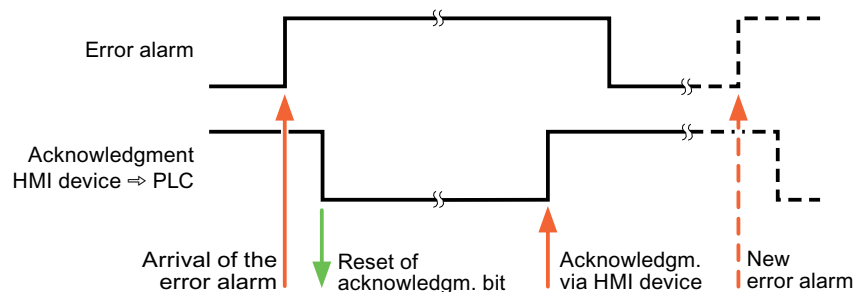 Error alarm
Acknowledgment
HMI device ⇨ PLC
Arrival of the
error alarm
Reset of
acknowledgm. bit
Acknowledgm.
via HMI device
New
error alarm